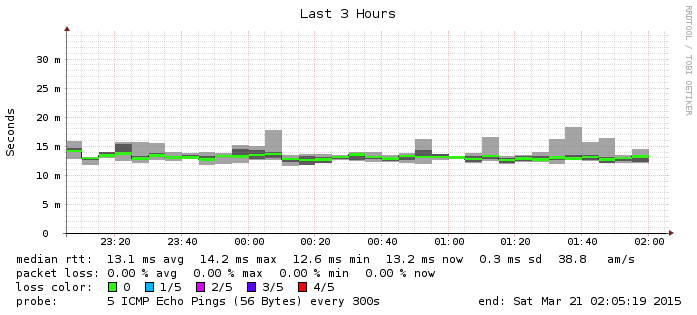 Last 3 Hours
RRDTOOL / TOBI OETIKER
Seconds
30 m
25 m
20 m
15 m
10 m
5 m
0
23:20 23:40 00:00 00:20 00:40 01:00 01:20 01:40 02:00
median rtt: 13.1 ms avg 14.2 ms max 12.6 ms min 13.2 ms now 0.3 ms sd 38.8 am/s
packet loss: 0.00 % avg 0.00 % max 0.00 % min 0.00 % now
loss color: 0 1/5 2/5 3/5 4/5
probe: 5 ICMP Echo Pings (56 Bytes) every 300s end: Sat Mar 21 02:05:19 2015